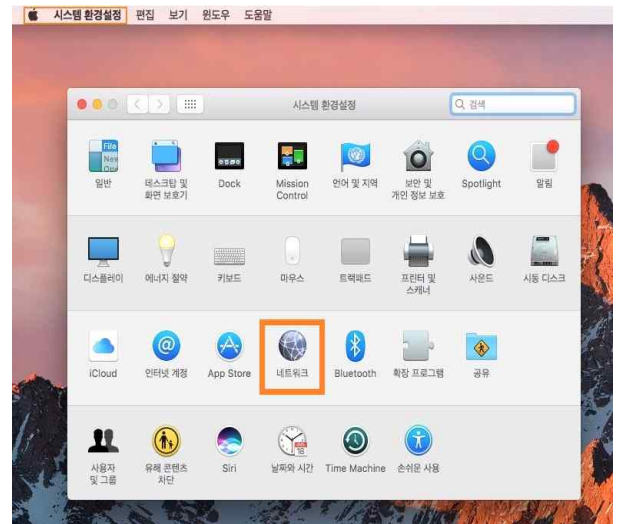 시스템 환경설정 편집 보기 윈도우 도움말
시스템 환경설정
검색
File
New
일반
데스크탑 및
화면 보호기
Dock
Mission
Control
언어 및 지역
보안 및
개인 정보 보호
Spotlight
알림
디스플레이
에너지 절약
키보드
마우스
트랙패드
프린터 및
스캐너
사운드
시동 디스크
iCloud
인터넷 계정
App Store
네트워크
Bluetooth
확장 프로그램
공유
사용자
및 그룹
유해 콘텐츠
차단
Siri
18
날짜와 시간
Time Machine
손쉬운 사용